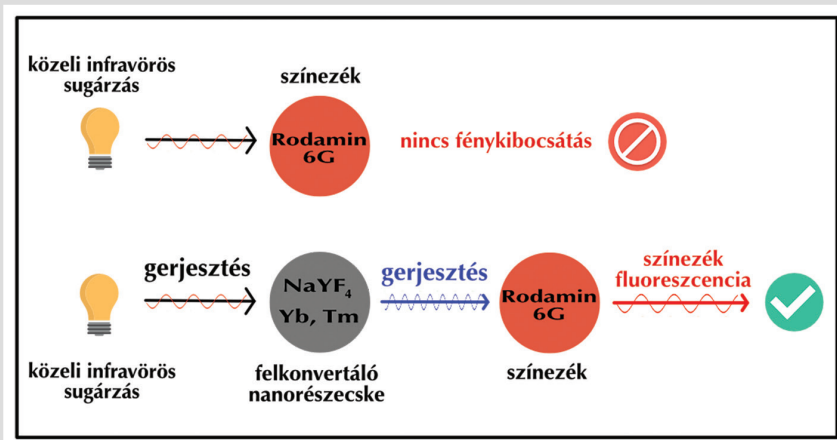 közeli infravörös
sugárzás
színezék
Rodamin
6G
nincs fénykibocsátás
gerjesztés
NaYF₄
Yb, Tm
gerjesztés
Rodamin
6G
színezék
fluoreszcencia
közeli infravörös
sugárzás
felkonvertáló
nanorészecske
színezék